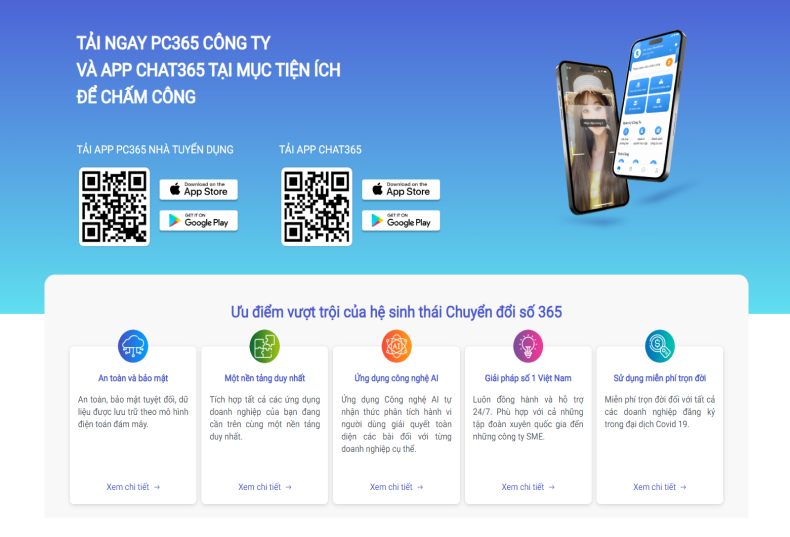 TẢI NGAY PC365 CÔNG TY
VÀ APP CHAT365 TẠI MỤC TIỆN ÍCH
ĐỂ CHẤM CÔNG
TẢI APP PC365 NHÀ TUYỂN DỤNG
Download on the
App Store
GET IT ON
Google Play
TẢI APP CHAT365
Download on the
App Store
GET IT ON
Google Play
Ưu điểm vượt trội của hệ sinh thái Chuyển đổi số 365
An toàn và bảo mật
An toàn, bảo mật tuyệt đối, dữ
liệu được lưu trữ theo mô hình
điện toán đám mây.
Xem chi tiết →
Một nền tảng duy nhất
Tích hợp tất cả các ứng dụng
doanh nghiệp của bạn đang
cần trên cùng một nền tảng
duy nhất.
Xem chi tiết →
AI
Ứng dụng công nghệ AI
Ứng dụng Công nghệ AI tự
nhận thức phân tích hành vi
người dùng giải quyết toàn
diện các bài đối với từng
doanh nghiệp cụ thể.
Xem chi tiết →
Giải pháp số 1 Việt Nam
Luôn đồng hành và hỗ trợ
24/7. Phù hợp với cả những
tập đoàn xuyên quốc gia đến
những công ty SME.
Xem chi tiết →
Sử dụng miễn phí trọn đời
Miễn phí trọn đời đối với tất cả
các doanh nghiệp đăng ký
trong đại dịch Covid 19.
Xem chi tiết →